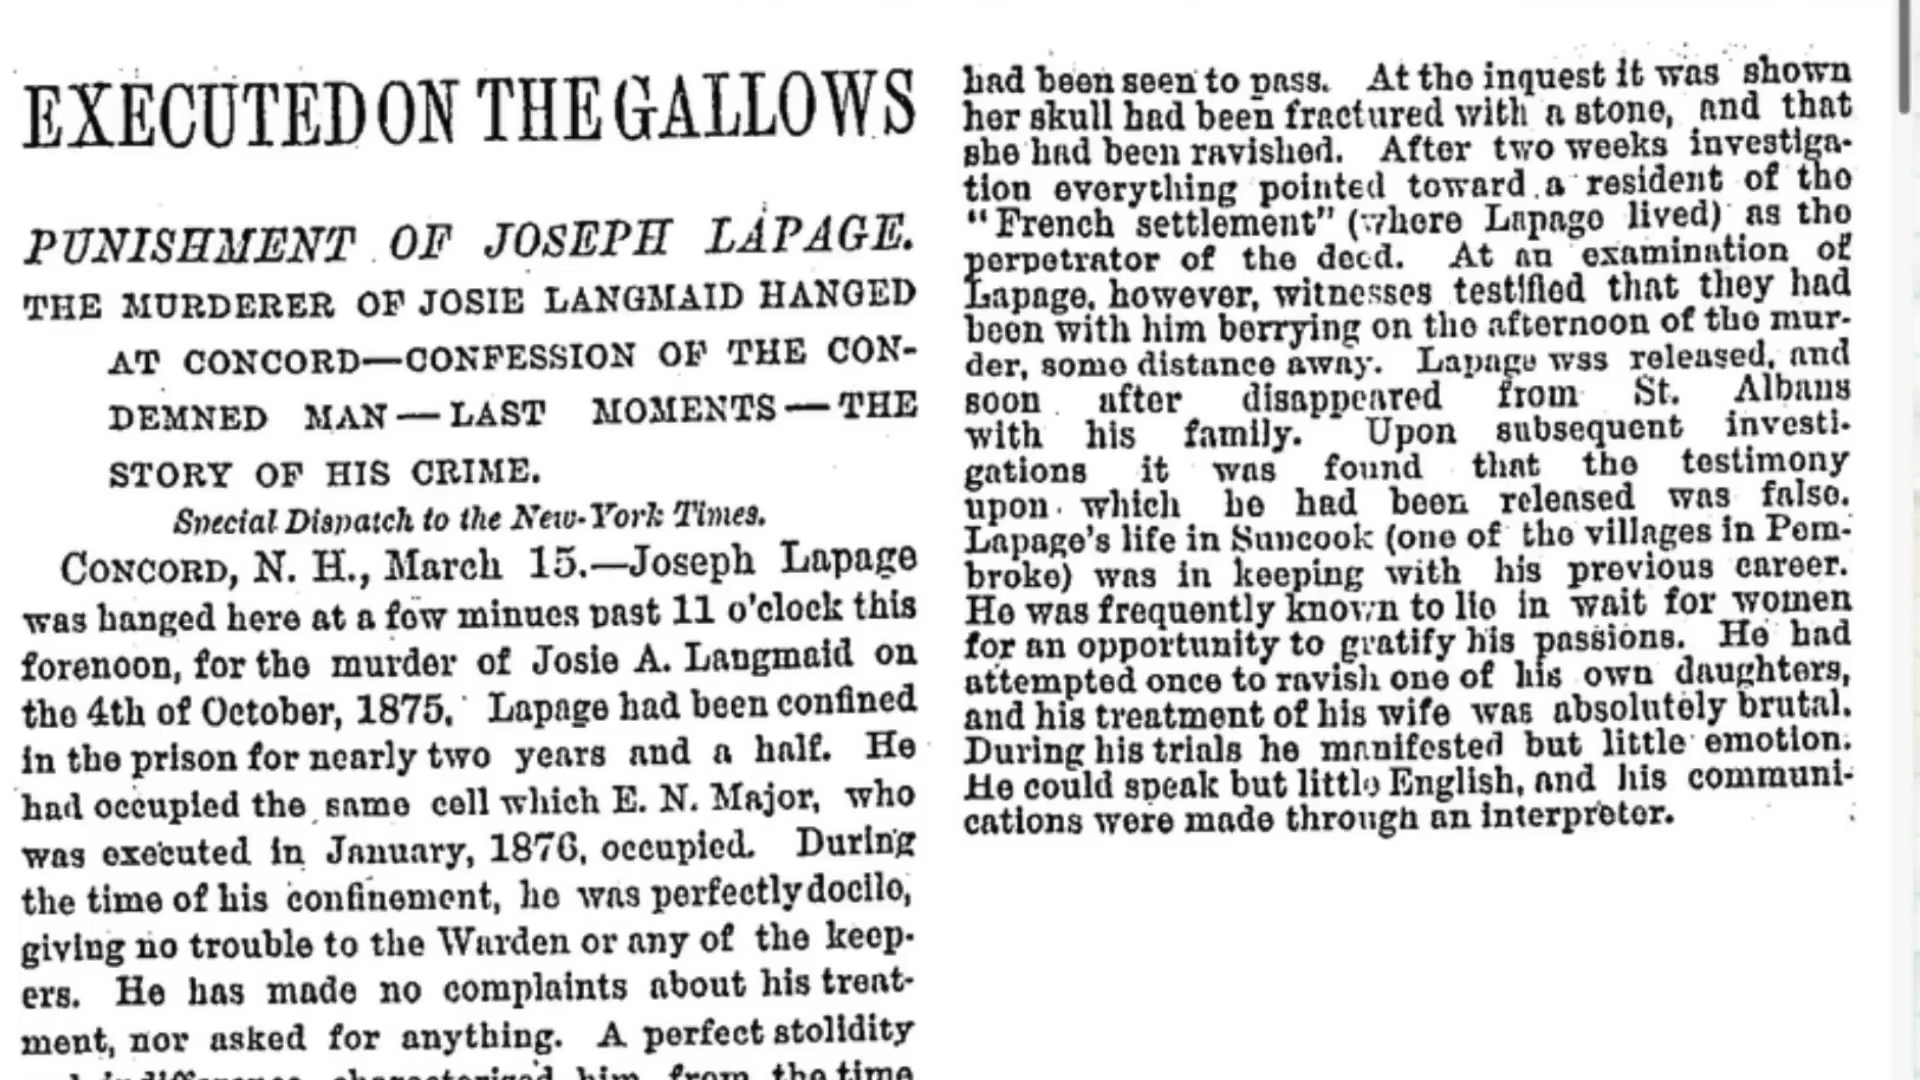 EXECUTED ON THE GALLOWS
PUNISHMENT OF JOSEPH LAPAGE.
THE MURDERER OF JOSIE LANGMAID HANGED
AT CONCORD—CONFESSION OF THE CON-
DEMNED MAN—LAST MOMENTS—THE
STORY OF HIS CRIME.
Special Dispatch to the New-York Times.
CONCORD, N. H., March 15.—Joseph Lapage
was hanged here at a few minues past 11 o'clock this
forenoon, for the murder of Josie A. Langmaid on
the 4th of October, 1875. Lapage had been confined
in the prison for nearly two years and a half. He
had occupied the same cell which E. N. Major, who
was executed in January, 1876, occupied. During
the time of his confinement, he was perfectly docile,
giving no trouble to the Warden or any of the keep-
ers. He has made no complaints about his treat-
ment, nor asked for anything. A perfect stolidity
and indifference characterized him from the time
had been seen to pass. At the inquest it was shown
her skull had been fractured with a stone, and that
she had been ravished. After two weeks investiga-
tion everything pointed toward a resident of the
"French settlement" (where Lapage lived) as the
perpetrator of the deed. At an examination of
Lapage, however, witnesses testified that they had
been with him berrying on the afternoon of the mur-
der, some distance away. Lapage wss released, and
soon after disappeared from St. Albans
with his family. Upon subsequent investi-
gations it was found that the testimony
upon which he had been released was false.
Lapage's life in Suncook (one of the villages in Pem-
broke) was in keeping with his previous career.
He was frequently known to lie in wait for women
for an opportunity to gratify his passions. He had
attempted once to ravish one of his own daughters,
and his treatment of his wife was absolutely brutal.
During his trials he manifested but little emotion.
He could speak but little English, and his communi-
cations were made through an interpreter.